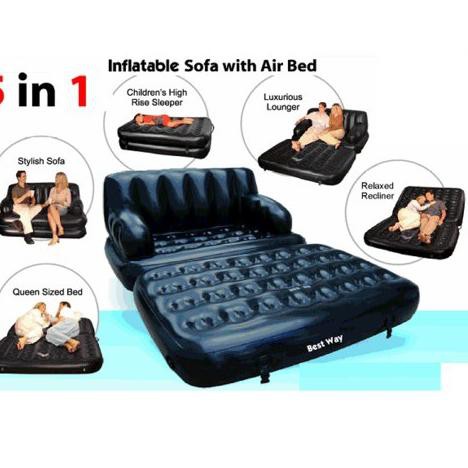 5 in 1
Inflatable Sofa with Air Bed
Children's High
Rise Sleeper
Luxurious
Lounger
Stylish Sofa
Relaxed
Recliner
Queen Sized Bed
Best Way